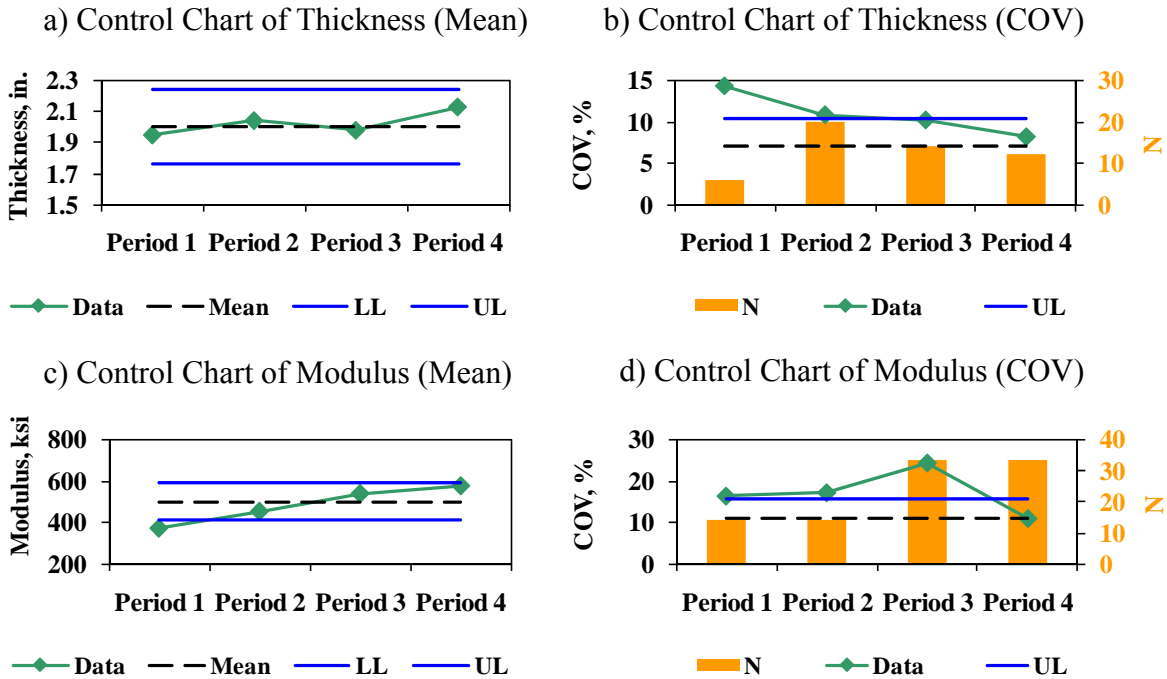 a) Control Chart of Thickness (Mean)
Thickness, in.
2.3
2.1
1.9
1.7
1.5
Period 1 Period 2 Period 3 Period 4
Data Mean LL UL
b) Control Chart of Thickness (COV)
COV, %
15
10
5
0
30
20
10
0
N
Period 1 Period 2 Period 3 Period 4
N Data UL
c) Control Chart of Modulus (Mean)
Modulus, ksi
800
600
400
200
Period 1 Period 2 Period 3 Period 4
Data Mean LL UL
d) Control Chart of Modulus (COV)
COV, %
30
20
10
0
40
30
20
10
0
N
Period 1 Period 2 Period 3 Period 4
N Data UL